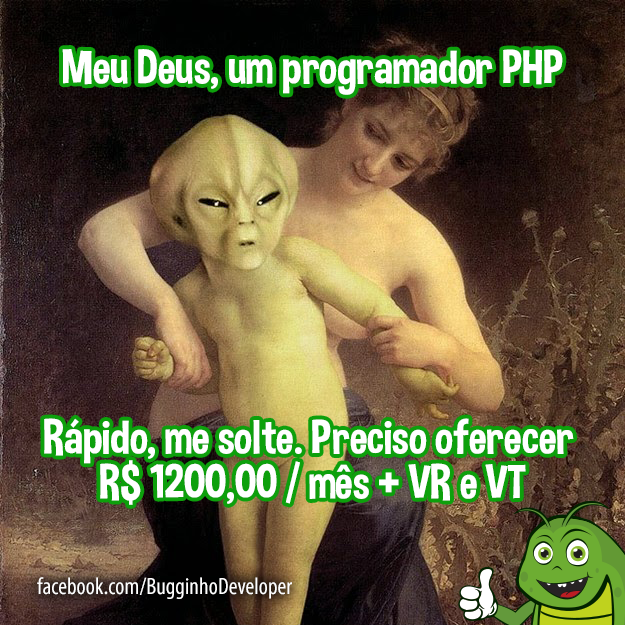 Meu Deus, um programador PHP
Rápido, me solte. Preciso oferecer
R$ 1200,00 / mês + VR e VT
facebook.com/BugginhoDeveloper